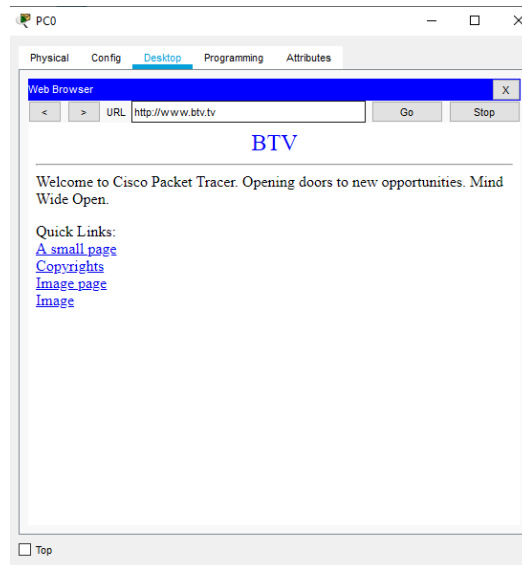 PC0
Physical Config Desktop Programming Attributes
Web Browser X
< > URL http://www.btv.tv Go Stop
BTV
Welcome to Cisco Packet Tracer. Opening doors to new opportunities. Mind
Wide Open.
Quick Links:
A small page
Copyrights
Image page
Image
Top